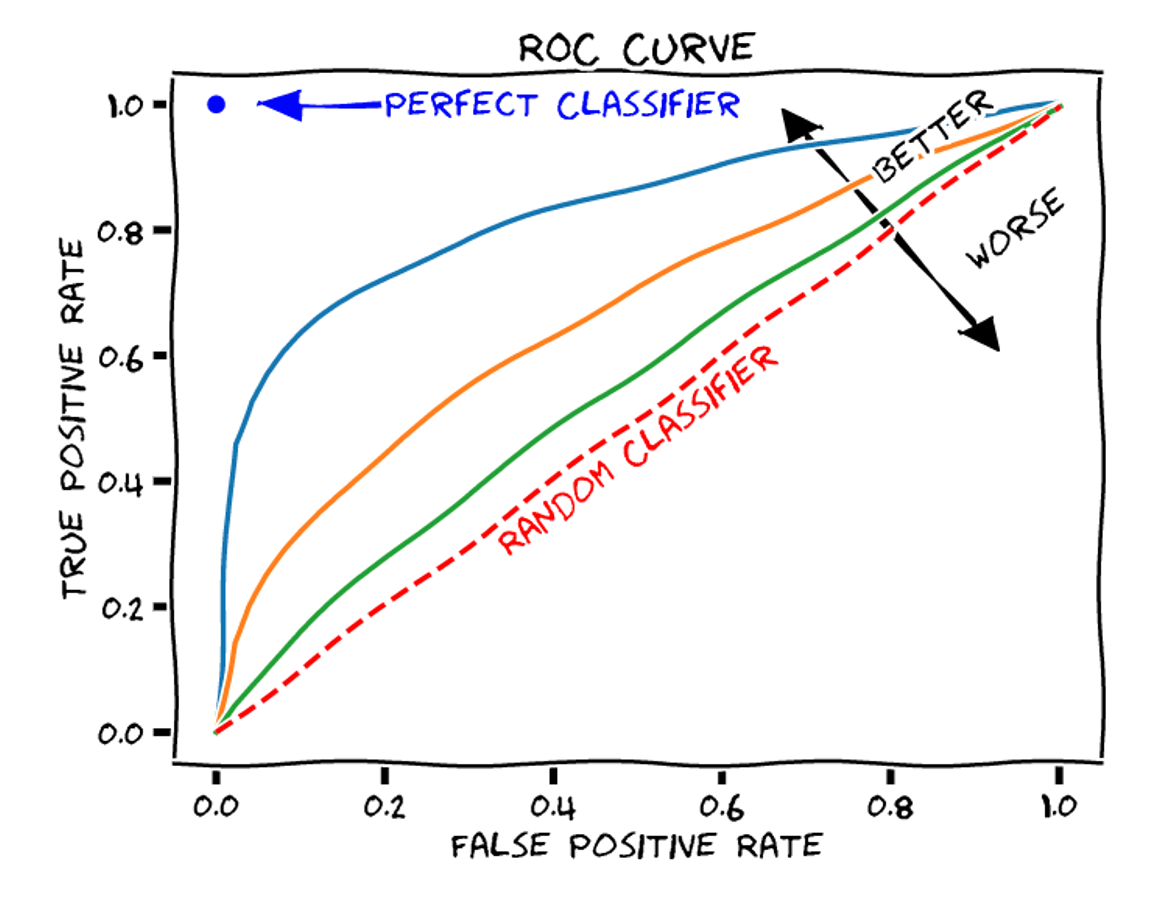 ROC CURVE
PERFECT CLASSIFIER
BETTER
WORSE
RANDOM CLASSIFIER
TRUE POSITIVE RATE
1.0
0.8
0.6
0.4
0.2
0.0
0.0 0.2 0.4 0.6 0.8 1.0
FALSE POSITIVE RATE